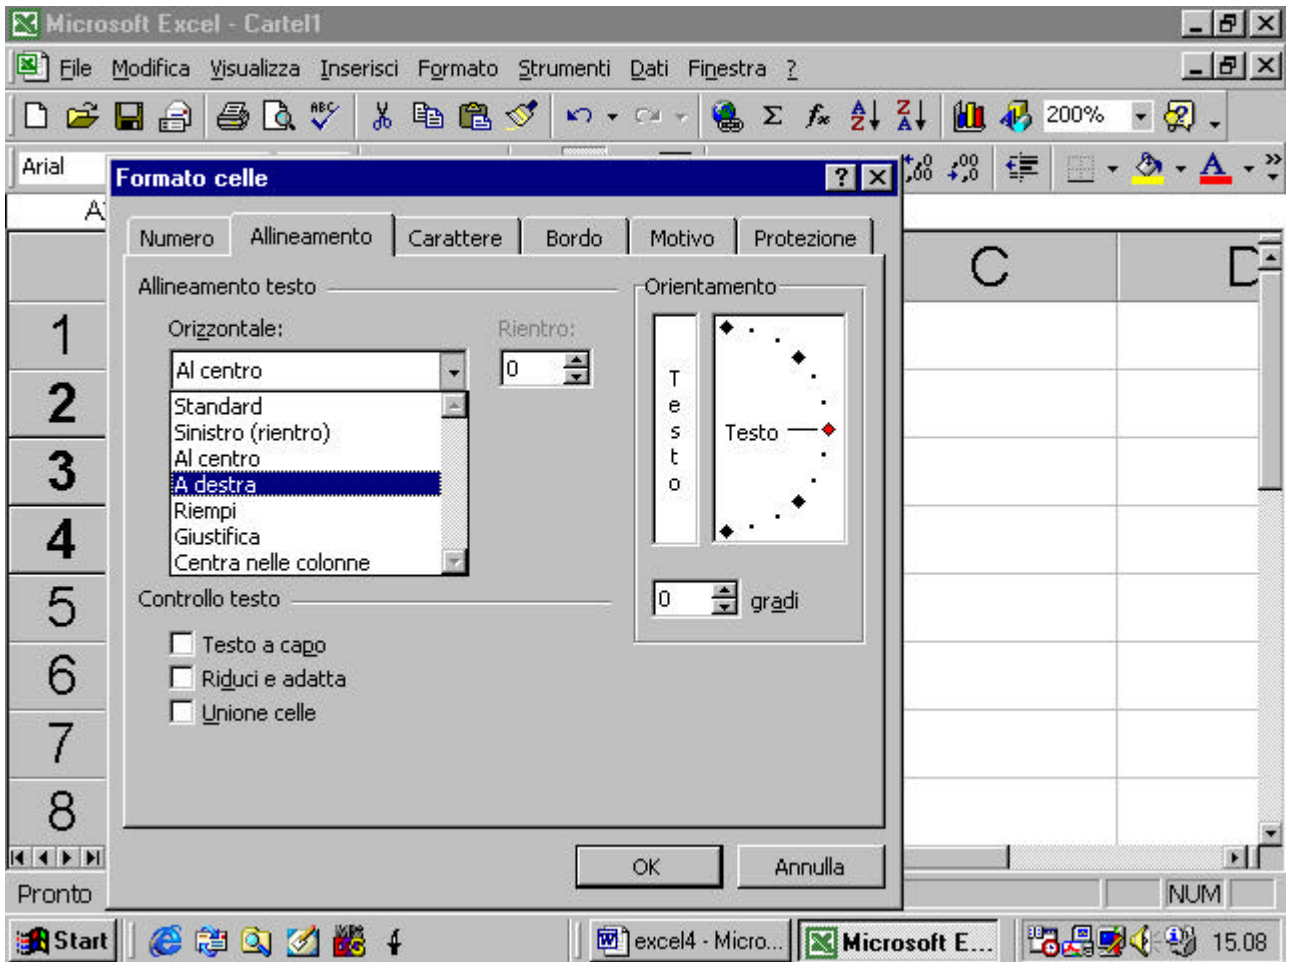 Microsoft Excel - Cartel1
File Modifica Visualizza Inserisci Formato Strumenti Dati Finestra ?
ABC Σ fx A Z Z A 200%
Arial
Formato celle ?
A
Numero Allineamento Carattere Bordo Motivo Protezione
C D
Allineamento testo
Orientamento
1
Orizzontale: Rientro:
Al centro 0
2
Standard
Sinistro (rientro)
Al centro
3
A destra
Riempi
Giustifica
4
Centra nelle colonne
Testo
Testo
5
Controllo testo
0 gradi
Testo a capo
6
Riduci e adatta
Unione celle
7
8
OK Annulla
Pronto NUM
Start excel4 - Micro... Microsoft E... 15.08